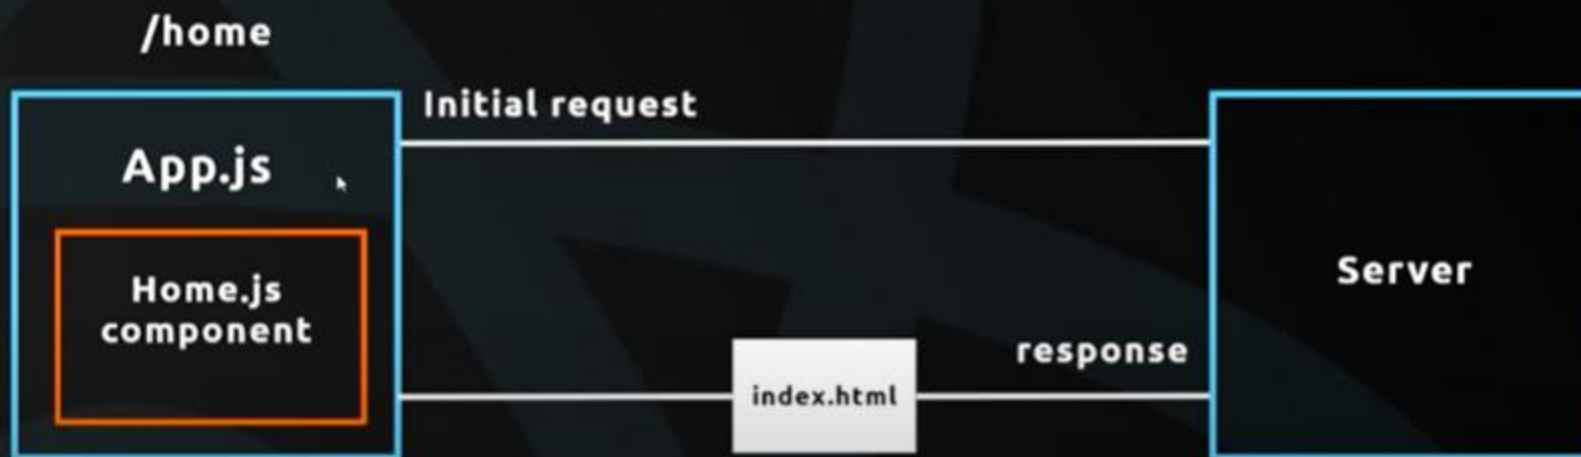 /home
Initial request
App.js
Home.js
component
Server
response
index.html